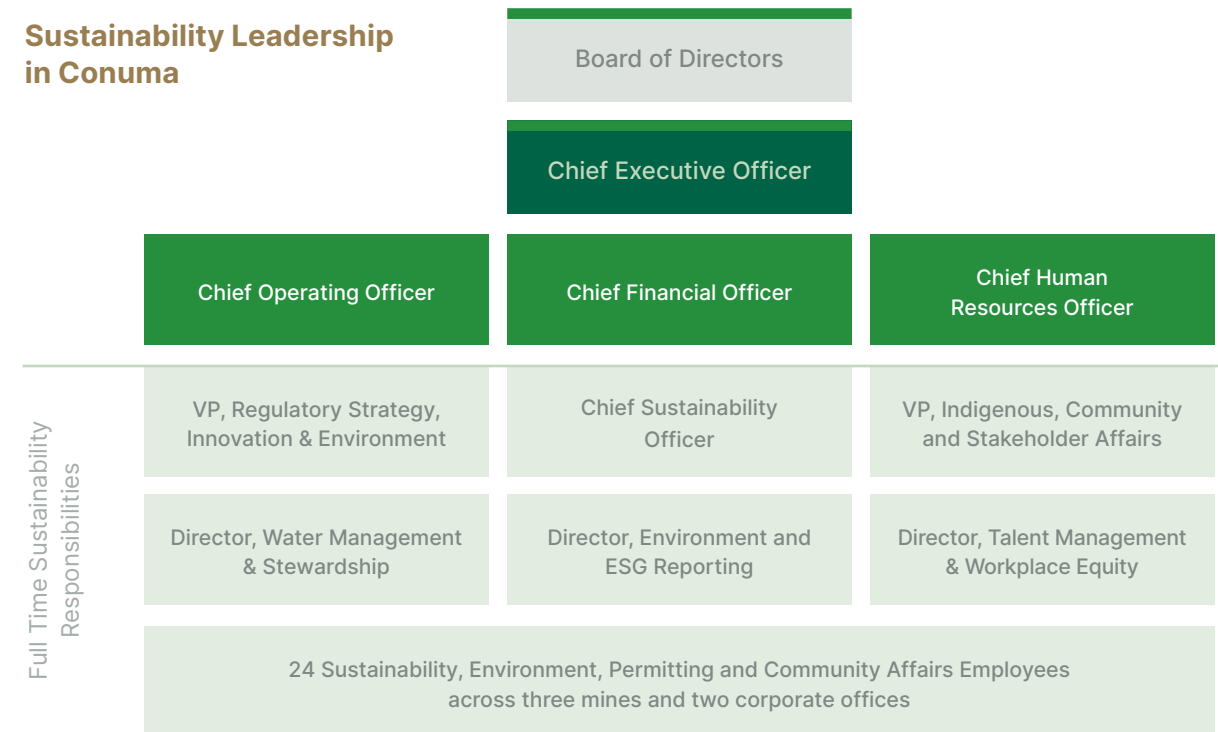 Sustainability Leadership
in Conuma
Board of Directors
Chief Executive Officer
Chief Operating Officer
Chief Financial Officer
Chief Human
Resources Officer
Full Time Sustainability
Responsibilities
VP, Regulatory Strategy,
Innovation & Environment
Chief Sustainability
Officer
VP, Indigenous, Community
and Stakeholder Affairs
Director, Water Management
& Stewardship
Director, Environment and
ESG Reporting
Director, Talent Management
& Workplace Equity
24 Sustainability, Environment, Permitting and Community Affairs Employees
across three mines and two corporate offices